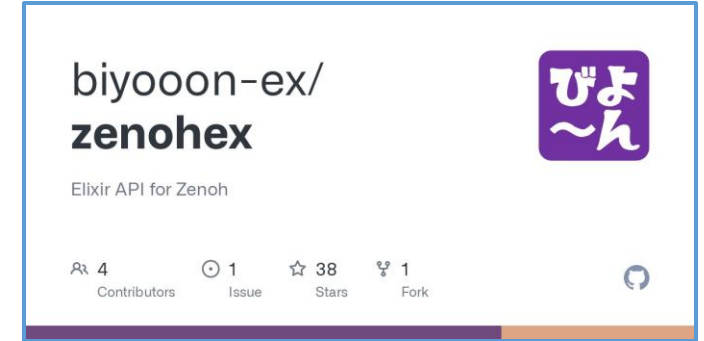 biyooon-ex/
zenohex
Elixir API for Zenoh
びよ
〜ん
4 1 38 1
Contributors Issue Stars Fork